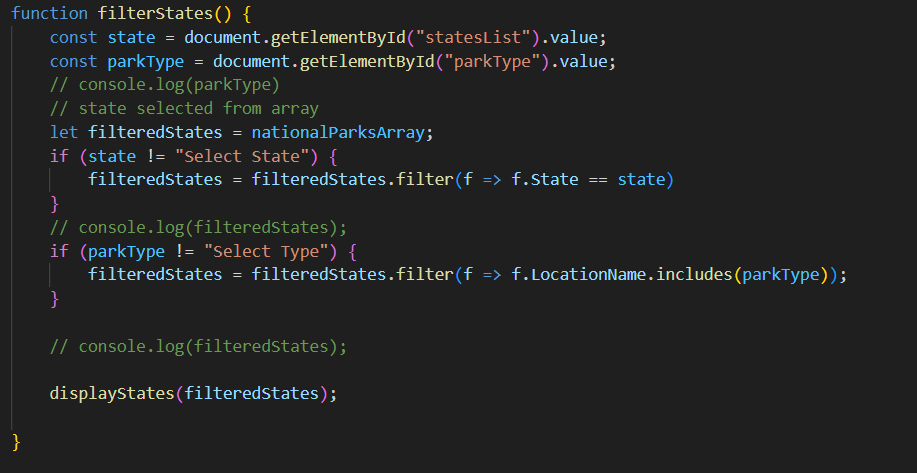 function filterStates() {
    const state = document.getElementById("statesList").value;
    const parkType = document.getElementById("parkType").value;
    // console.log(parkType)
    // state selected from array
    let filteredStates = nationalParksArray;
    if (state != "Select State") {
        filteredStates = filteredStates.filter(f => f.State == state)
    }
    // console.log(filteredStates);
    if (parkType != "Select Type") {
        filteredStates = filteredStates.filter(f => f.LocationName.includes(parkType));
    }
    // console.log(filteredStates);
    displayStates(filteredStates);
}